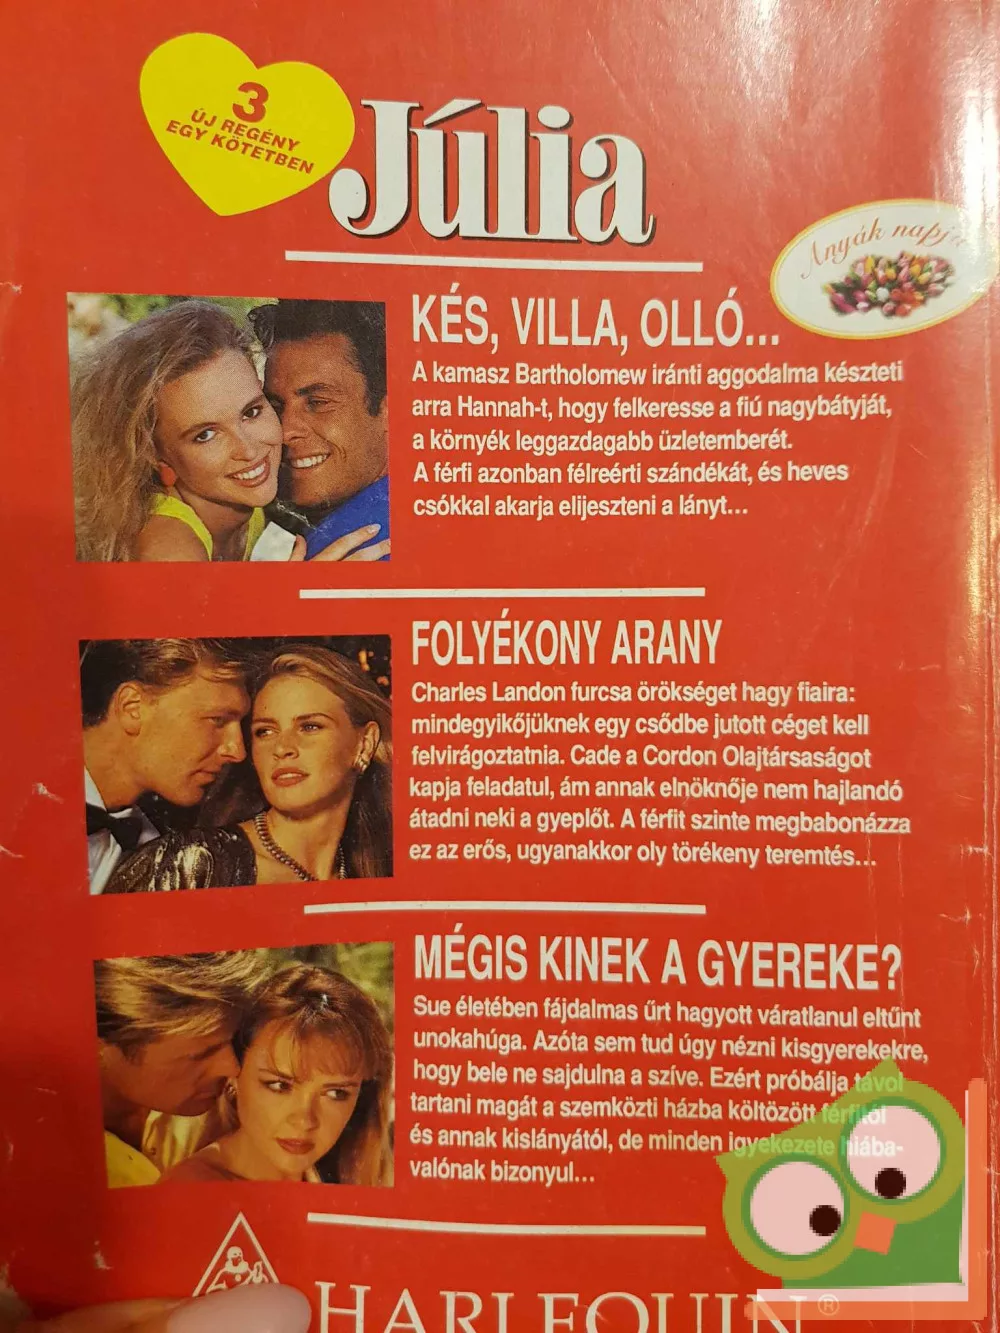 3
ÚJ REGÉNY
EGY KÖTETBEN
Júlia
Anyák napja
KÉS, VILLA, OLLÓ...
A kamasz Bartholomew iránti aggodalma készteti
arra Hannah-t, hogy felkeresse a fiú nagybátyját,
a környék leggazdagabb üzletemberét.
A férfi azonban félreérti szándékát, és heves
csókkal akarja elijeszteni a lányt...
FOLYÉKONY ARANY
Charles Landon furcsa örökséget hagy fiaira:
mindegyikőjüknek egy csődbe jutott céget kell
felvirágoztatnia. Cade a Cordon Olajtársaságot
kapja feladatul, ám annak elnöknője nem hajlandó
átadni neki a gyeplőt. A férfit szinte megbabonázza
ez az erős, ugyanakkor oly törékeny teremtés...
MÉGIS KINEK A GYEREKE?
Sue életében fájdalmas űrt hagyott váratlanul eltűnt
unokahúga. Azóta sem tud úgy nézni kisgyerekekre,
hogy bele ne sajdulna a szíve. Ezért próbálja távol
tartani magát a szemközti házba költözött férfitól
és annak kislányától, de minden igyekezete hiába-
valónak bizonyul...
HARLEQUIN®